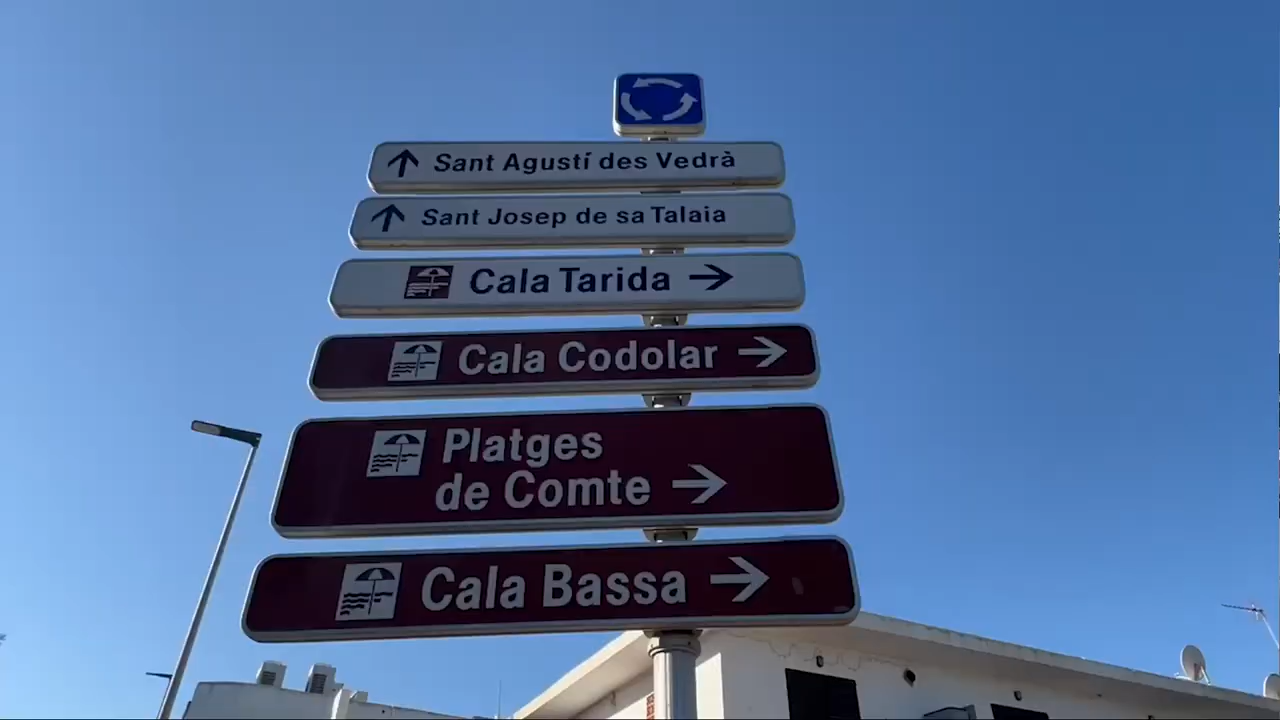 Sant Agustí des Vedrà
Sant Josep de sa Talaia
Cala Tarida
Cala Codolar
Platges
de Comte
Cala Bassa